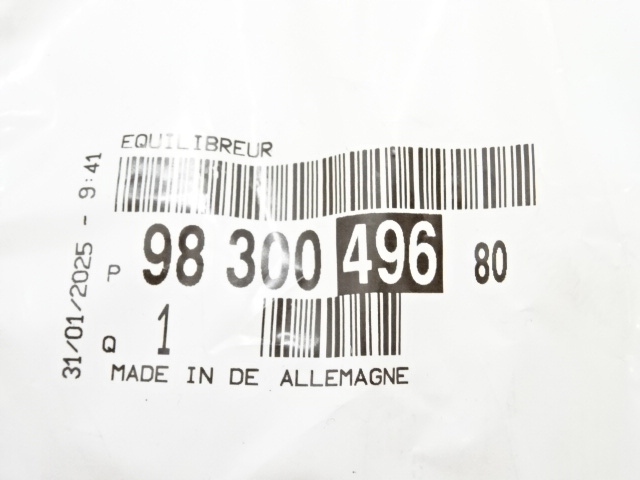 EQUILIBREUR
P 98 300 496 80
Q 1
MADE IN DE ALLEMAGNE
31/01/2025 - 9:41